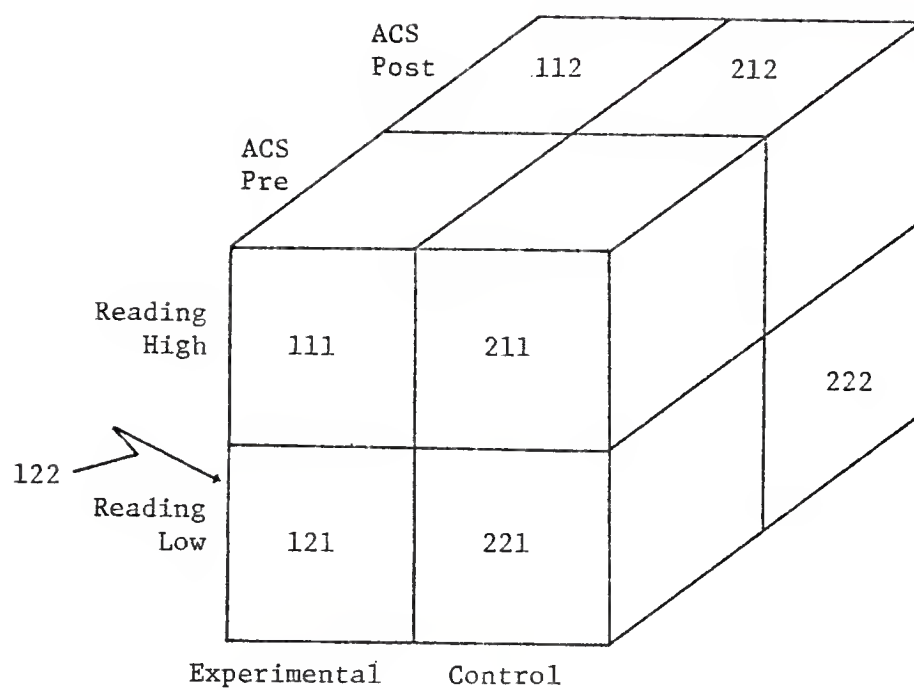 ACS
Post
112
212
ACS
Pre
Reading
High
111
211
222
122
Reading
Low
121
221
Experimental
Control